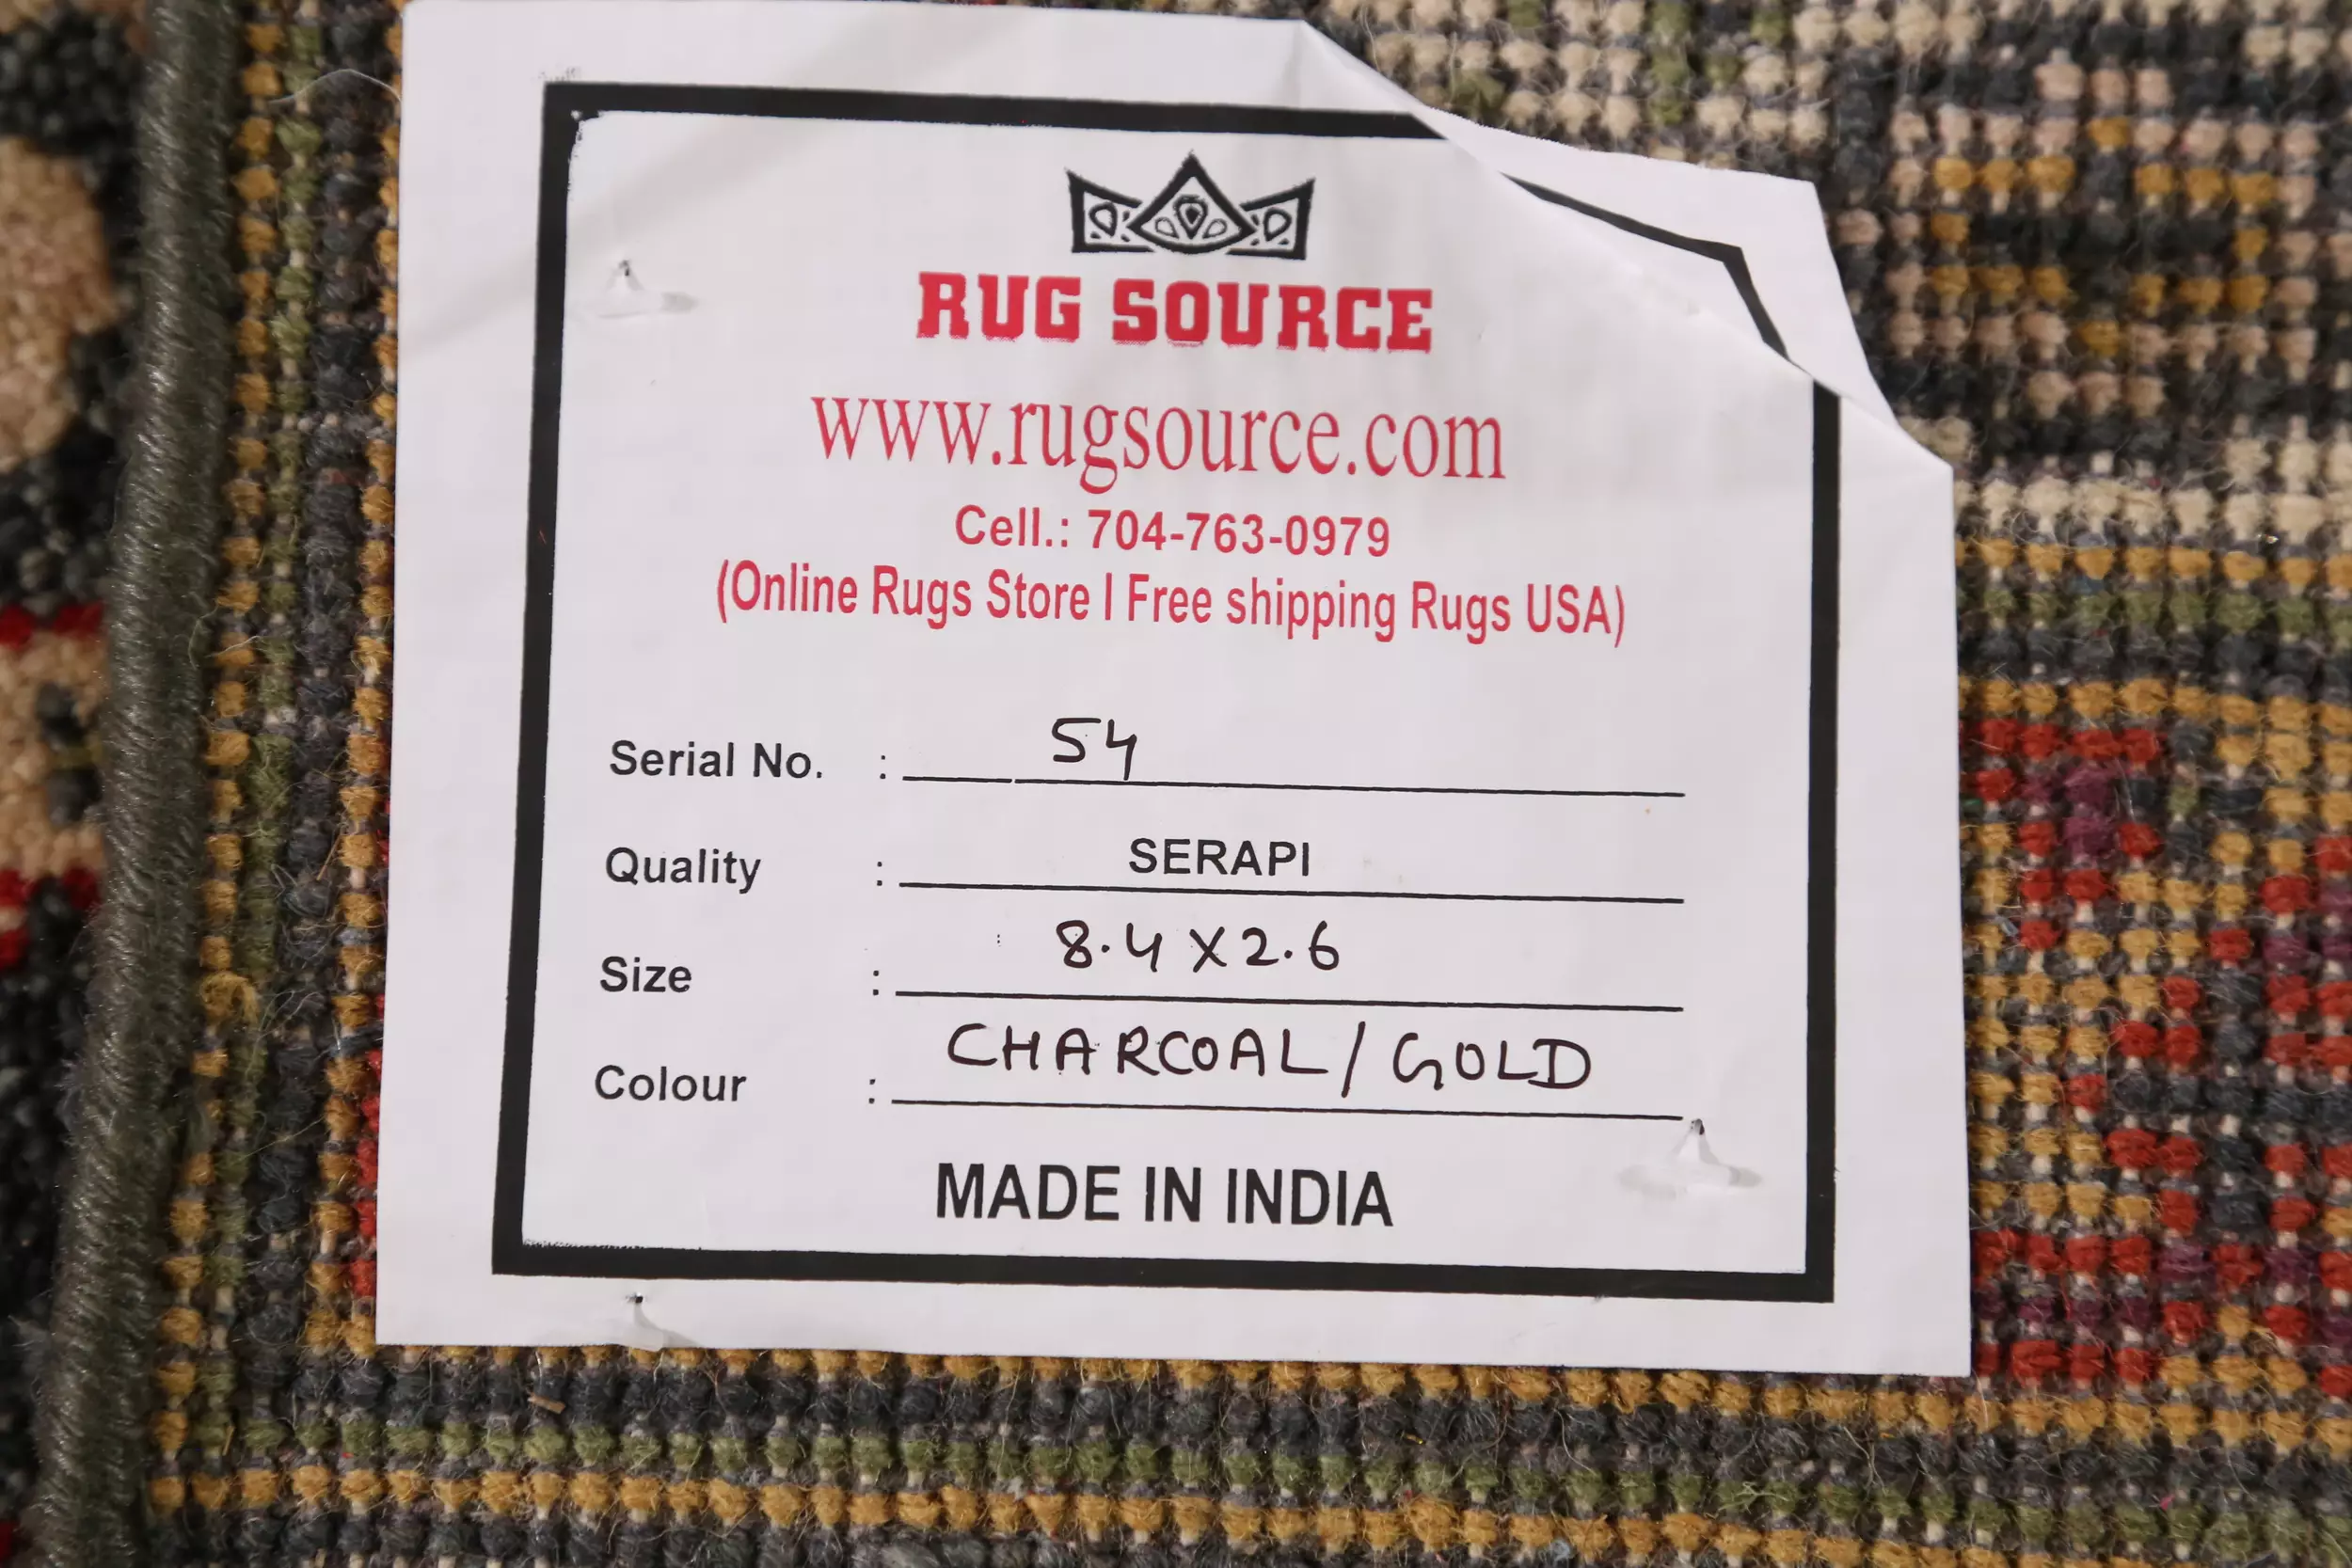 RUG SOURCE
www.rugsource.com
Cell.: 704-763-0979
(Online Rugs Store | Free shipping Rugs USA)
Serial No. : 54
Quality : SERAPI
Size : 8.4 X 2.6
Colour : CHARCOAL / GOLD
MADE IN INDIA